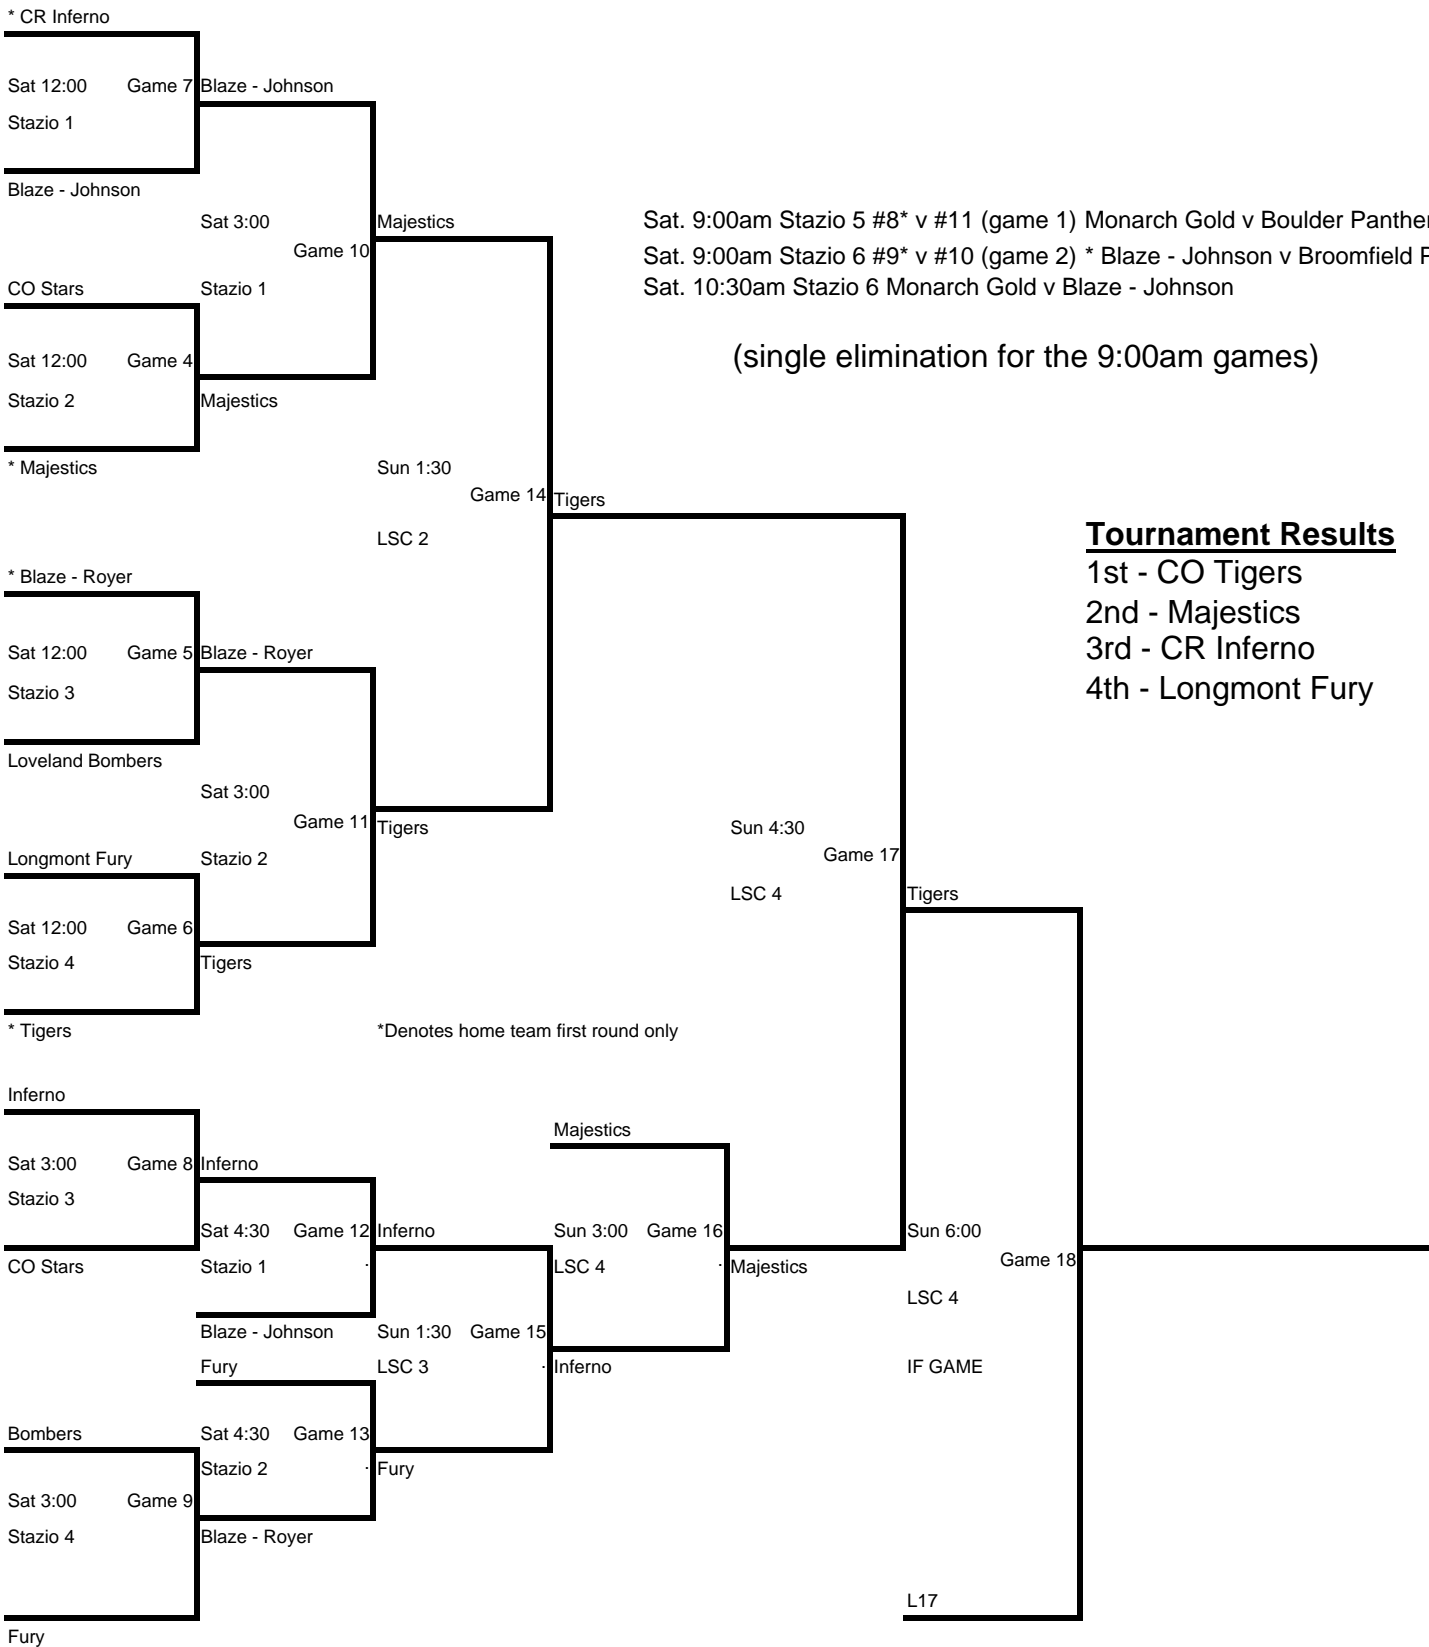 * CR Inferno
Sat 12:00 Game 7 Blaze - Johnson
Stazio 1
Blaze - Johnson
Sat 3:00 Majestics
Sat. 9:00am Stazio 5 #8* v #11 (game 1) Monarch Gold v Boulder
Game 10
Sat. 9:00am Stazio 6 #9* v #10 (game 2) * Blaze - Johnson v Broomfield
CO Stars Stazio 1
Sat. 10:30am Stazio 6 Monarch Gold v Blaze - Johnson
Sat 12:00 Game 4
(single elimination for the 9:00am games)
Stazio 2 Majestics
* Majestics Sun 1:30
Game 14 Tigers
LSC 2
Tournament Results
1st - CO Tigers
2nd - Majestics
3rd - CR Inferno
4th - Longmont Fury
* Blaze - Royer
Sat 12:00 Game 5 Blaze - Royer
Stazio 3
Loveland Bombers
Sat 3:00
Game 11 Tigers Sun 4:30
Longmont Fury Stazio 2 Game 17
LSC 4 Tigers
Sat 12:00 Game 6
Stazio 4 Tigers
* Tigers *Denotes home team first round only
Inferno
Majestics
Sat 3:00 Game 8 Inferno
Stazio 3
Sat 4:30 Game 12 Inferno Sun 3:00 Game 16 Sun 6:00
CO Stars Stazio 1 . LSC 4 . Majestics Game 18
LSC 4
Blaze - Johnson Sun 1:30 Game 15
Fury LSC 3 . Inferno IF GAME
Bombers Sat 4:30 Game 13
Stazio 2 . Fury
Sat 3:00 Game 9
Stazio 4 Blaze - Royer
L17
Fury